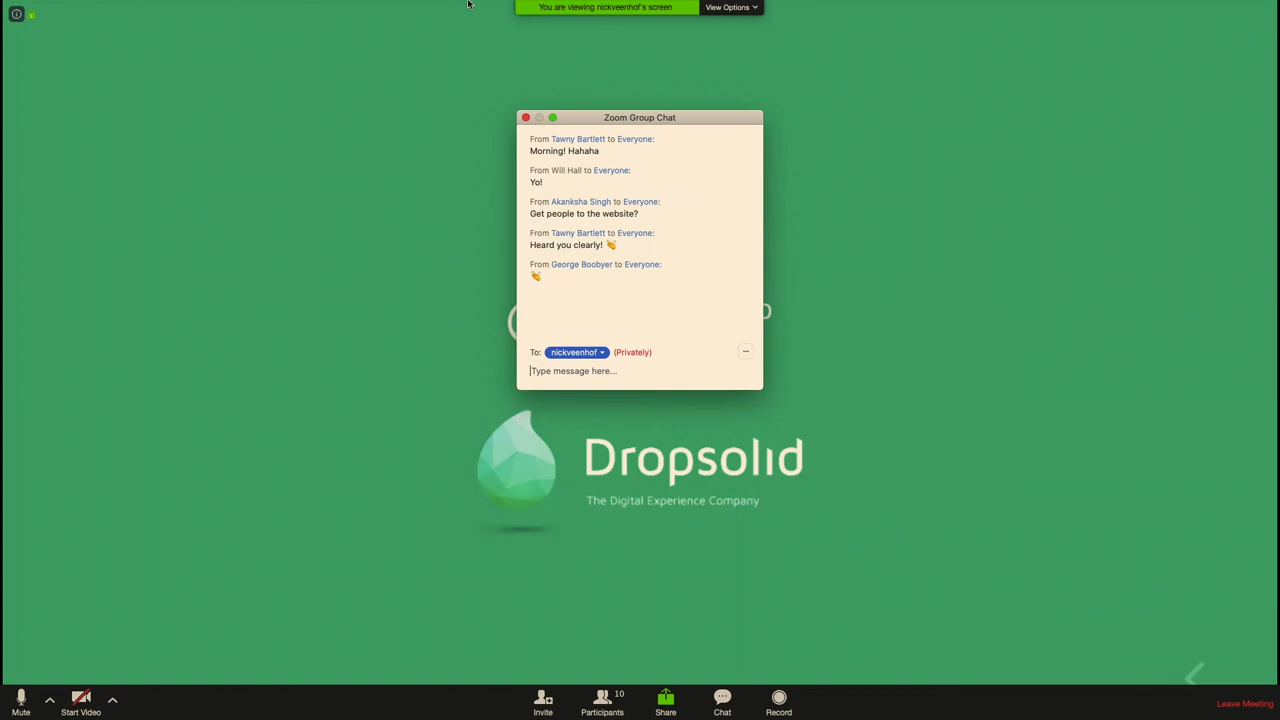 You are viewing nickveenhof's screen
View Options
Zoom Group Chat
From Tawny Bartlett to Everyone:
Morning! Hahaha
From Will Hall to Everyone:
Yo!
From Akanksha Singh to Everyone:
Get people to the website?
From Tawny Bartlett to Everyone:
Heard you clearly! 👏
From George Boobyer to Everyone:
👏
To: nickveenhof (Privately)
Type message here...
Dropsolid
The Digital Experience Company
Mute
Start Video
Invite
Participants 10
Share
Chat
Record
Leave Meeting